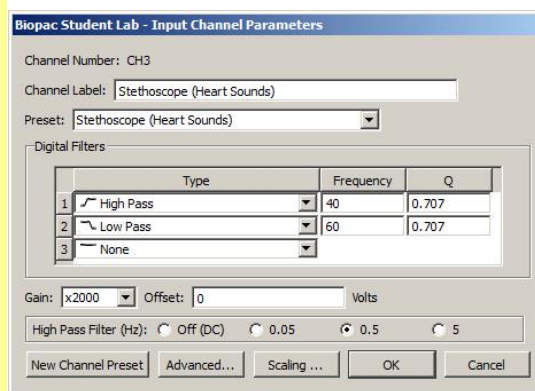 Biopac Student Lab - Input Channel Parameters
Channel Number: CH3
Channel Label: Stethoscope (Heart Sounds)
Preset: Stethoscope (Heart Sounds)
Digital Filters
Type Frequency Q
1 High Pass 40 0.707
2 Low Pass 60 0.707
3 None
Gain: x2000 Offset: 0 Volts
High Pass Filter (Hz): Off (DC) 0.05 0.5 5
New Channel Preset Advanced... Scaling ... OK Cancel